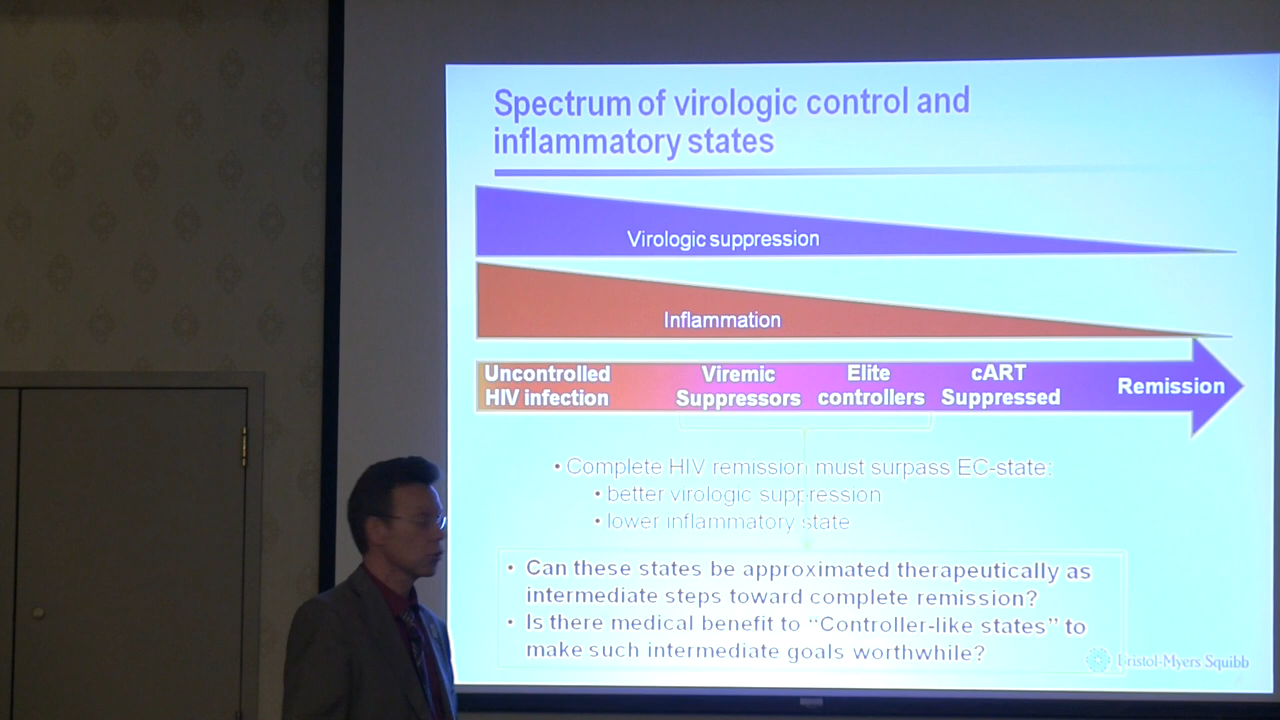 Spectrum of virologic control and
inflammatory states
Virologic suppression
Inflammation
Uncontrolled
HIV infection
Viremic
Suppressors
Elite
controllers
cART
Suppressed
Remission
• Complete HIV remission must surpass EC-state:
• better virologic suppression
• lower inflammatory state
• Can these states be approximated therapeutically as
intermediate steps toward complete remission?
• Is there medical benefit to “Controller-like states” to
make such intermediate goals worthwhile?
Bristol-Myers Squibb